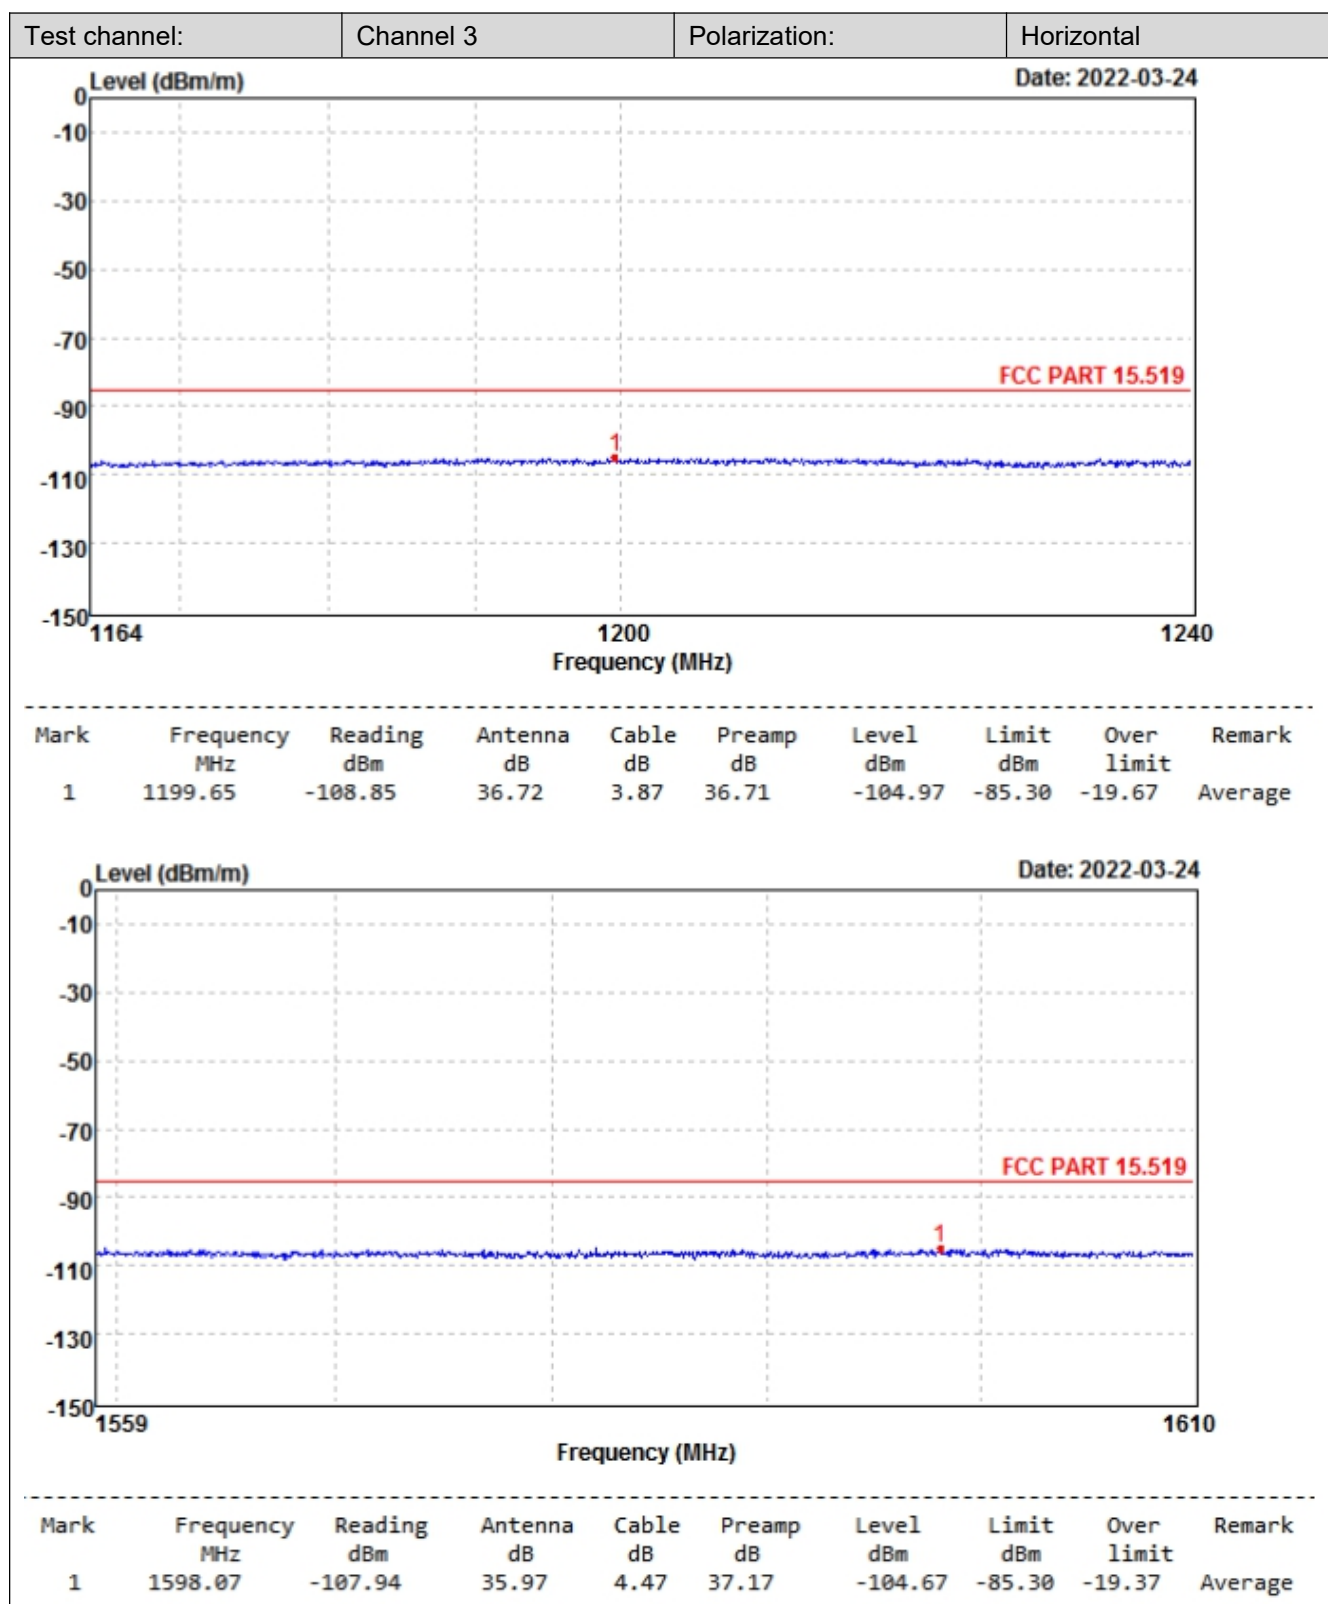 Test channel: Channel 3 Polarization: Horizontal
Level (dBm/m) Date: 2022-03-24
0
-10
-30
-50
-70
FCC PART 15.519
-90
1
-110
-130
-150
1164 1200 1240
Frequency (MHz)
Mark Frequency Reading Antenna Cable Preamp Level Limit Over Remark
MHz dBm dB dB dB dBm dBm limit
1 1199.65 -108.85 36.72 3.87 36.71 -104.97 -85.30 -19.67 Average
Level (dBm/m) Date: 2022-03-24
0
-10
-30
-50
-70
FCC PART 15.519
-90
1
-110
-130
-150
1559 1610
Frequency (MHz)
Mark Frequency Reading Antenna Cable Preamp Level Limit Over Remark
MHz dBm dB dB dB dBm dBm limit
1 1598.07 -107.94 35.97 4.47 37.17 -104.67 -85.30 -19.37 Average